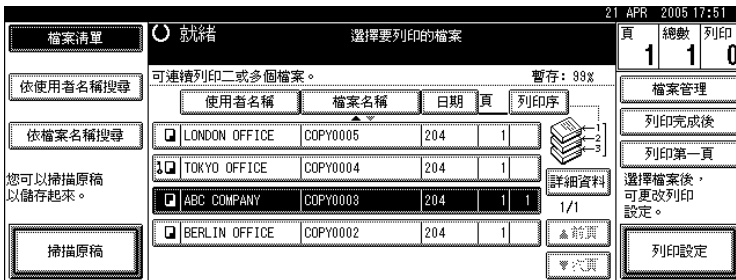 21 APR 2005 17:51
檔案清單
就緒
選擇要列印的檔案
頁 總數 列印
1 1 0
可連續列印二或多個檔案。
暫存: 99%
依使用者名稱搜尋
使用者名稱 檔案名稱 日期 頁 列印序
檔案管理
依檔案名稱搜尋
LONDON OFFICE COPY0005 204 1
1 2 3
列印完成後
TOKYO OFFICE COPY0004 204 1
列印第一頁
您可以掃描原稿
以儲存起來。
ABC COMPANY COPY0003 204 1 1
詳細資料
1/1
選擇檔案後,
可更改列印
設定。
BERLIN OFFICE COPY0002 204 1
▲前頁
▼次頁
掃描原稿
列印設定